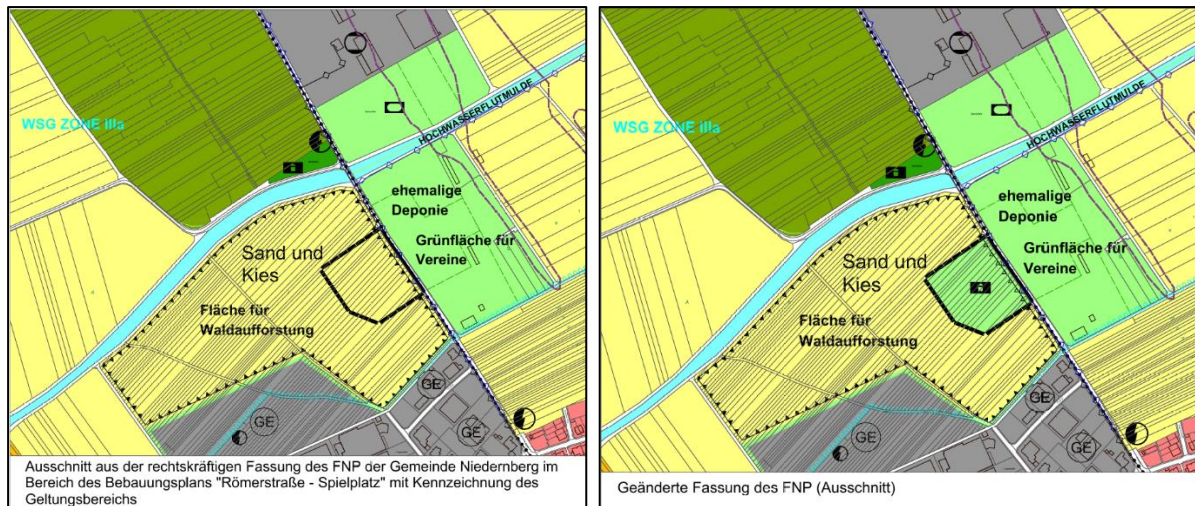 WSG ZONE IIIa
HOCHWASSERFLUTMULDE
ehemalige
Deponie
Grünfläche für
Vereine
Sand und
Kies
Fläche für
Waldaufforstung
GE
GE
GE
Ausschnitt aus der rechtskräftigen Fassung des FNP der Gemeinde Niedernberg im
Bereich des Bebauungsplans "Römerstraße - Spielplatz" mit Kennzeichnung des
Geltungsbereichs
WSG ZONE IIIa
HOCHWASSERFLUTMULDE
ehemalige
Deponie
Grünfläche für
Vereine
Sand und
Kies
Fläche für
Waldaufforstung
GE
GE
GE
Geänderte Fassung des FNP (Ausschnitt)